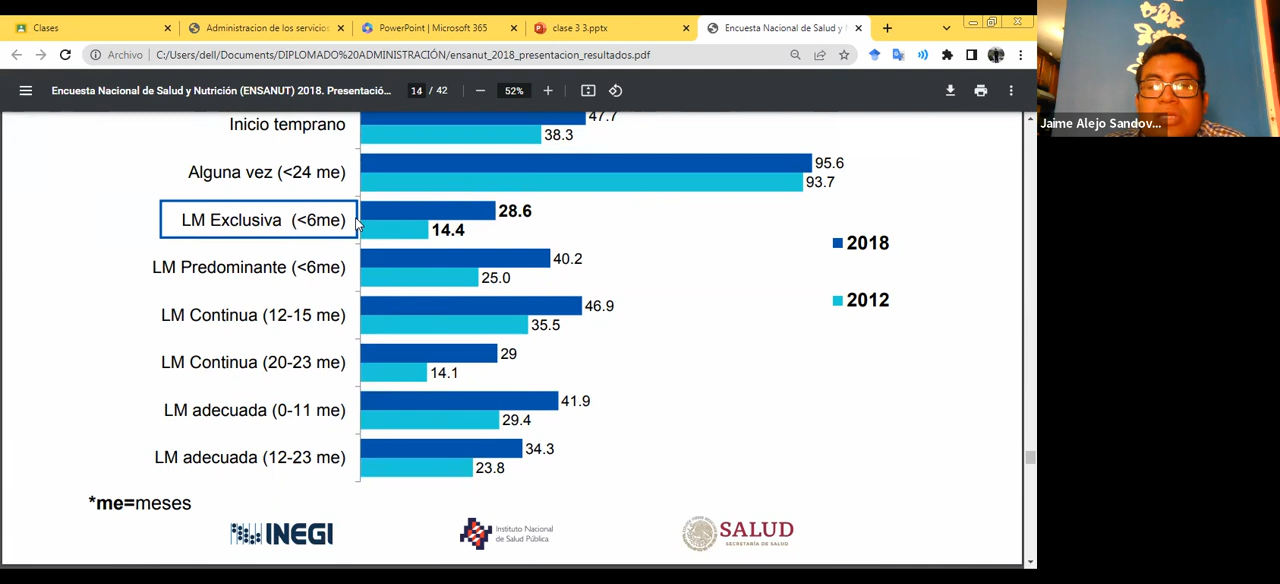 Clases
Administracion de los servicios
PowerPoint | Microsoft 365
clase 3 3.pptx
Encuesta Nacional de Salud y
Archivo
C:/Users/dell/Documents/DIPLOMADO%20ADMINISTRACIÓN/ensanut_2018_presentacion_resultados.pdf
Encuesta Nacional de Salud y Nutrición (ENSANUT) 2018. Presentació...
14 / 42
52%
Jaime Alejo Sandov...
Inicio temprano
47.7
38.3
Alguna vez (<24 me)
95.6
93.7
LM Exclusiva (<6me)
28.6
14.4
LM Predominante (<6me)
40.2
25.0
LM Continua (12-15 me)
46.9
35.5
LM Continua (20-23 me)
29
14.1
LM adecuada (0-11 me)
41.9
29.4
LM adecuada (12-23 me)
34.3
23.8
2018
2012
*me=meses
INEGI
Instituto Nacional
de Salud Pública
SALUD
SECRETARÍA DE SALUD